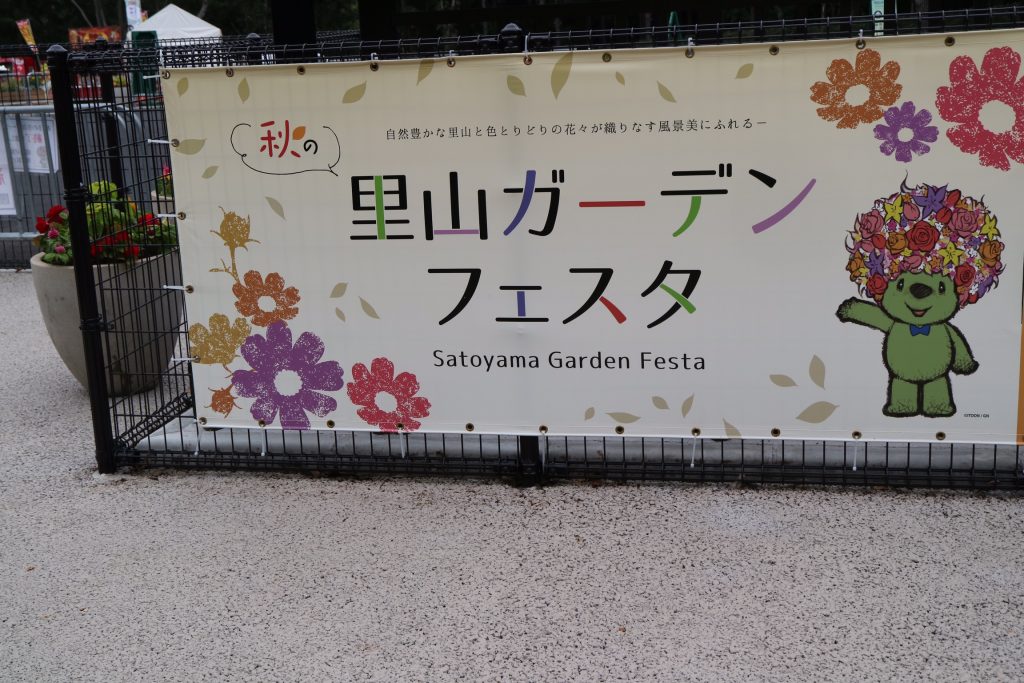 秋の
自然豊かな里山と色とりどりの花々が織りなす風景美にふれる－
里山ガーデン
フェスタ
Satoyama Garden Festa